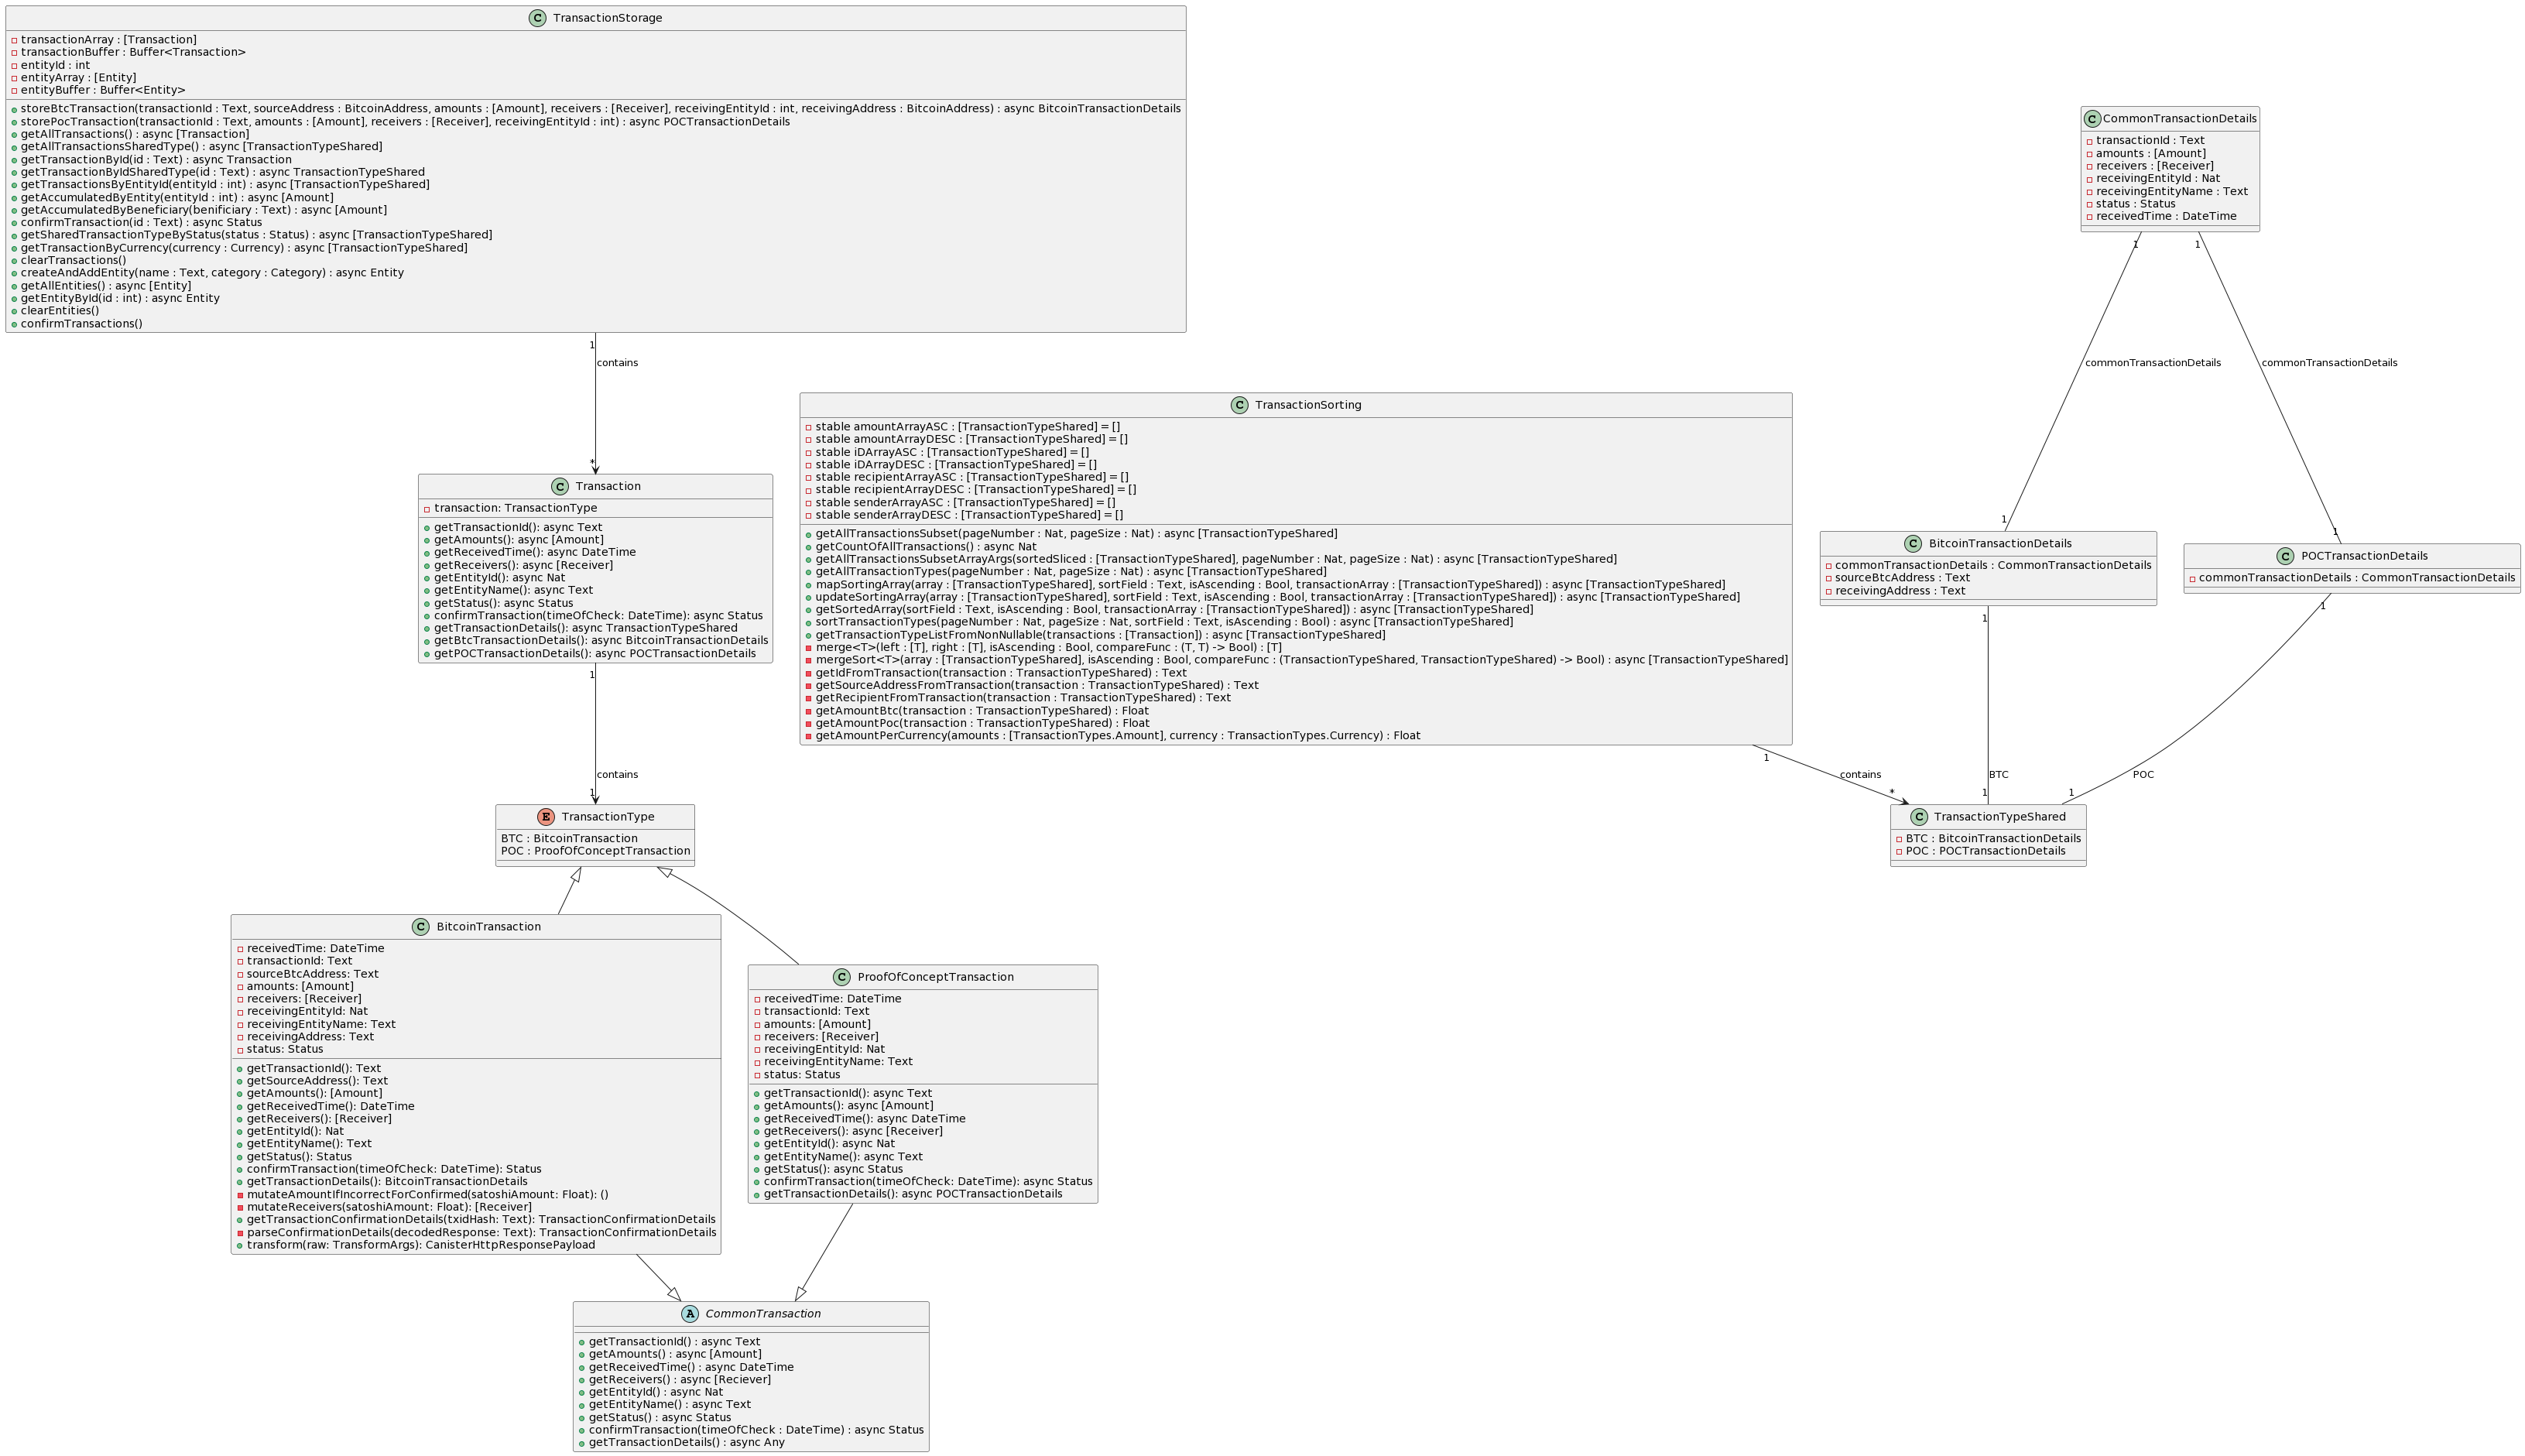 C TransactionStorage
transactionArray : [Transaction]
transactionBuffer : Buffer<Transaction>
entityId : int
entityArray : [Entity]
entityBuffer : Buffer<Entity>
storeBtcTransaction(transactionId : Text, sourceAddress : BitcoinAddress, amounts : [Amount], receivers : [Receiver], receivingEntityId : int, receivingAddress : BitcoinAddress) : async BitcoinTransactionDetails
storePocTransaction(transactionId : Text, amounts : [Amount], receivers : [Receiver], receivingEntityId : int) : async POCTransactionDetails
getAllTransactions() : async [Transaction]
getAllTransactionsSharedType() : async [TransactionTypeShared]
getTransactionById(id : Text) : async Transaction
getTransactionByIdSharedType(id : Text) : async TransactionTypeShared
getTransactionsByEntityId(entityId : int) : async [TransactionTypeShared]
getAccumulatedByEntity(entityId : int) : async [Amount]
getAccumulatedByBeneficiary(benificiary : Text) : async [Amount]
confirmTransaction(id : Text) : async Status
getSharedTransactionTypeByStatus(status : Status) : async [TransactionTypeShared]
getTransactionByCurrency(currency : Currency) : async [TransactionTypeShared]
clearTransactions()
createAndAddEntity(name : Text, category : Category) : async Entity
getAllEntities() : async [Entity]
getEntityById(id : int) : async Entity
clearEntities()
confirmTransactions()
C CommonTransactionDetails
transactionId : Text
amounts : [Amount]
receivers : [Receiver]
receivingEntityId : Nat
receivingEntityName : Text
status : Status
receivedTime : DateTime
1
contains
*
1
commonTransactionDetails
1
1
commonTransactionDetails
1
C Transaction
transaction: TransactionType
getTransactionId(): async Text
getAmounts(): async [Amount]
getReceivedTime(): async DateTime
getReceivers(): async [Receiver]
getEntityId(): async Nat
getEntityName(): async Text
getStatus(): async Status
confirmTransaction(timeOfCheck: DateTime): async Status
getTransactionDetails(): async TransactionTypeShared
getBtcTransactionDetails(): async BitcoinTransactionDetails
getPOCTransactionDetails(): async POCTransactionDetails
C TransactionSorting
stable amountArrayASC : [TransactionTypeShared] = []
stable amountArrayDESC : [TransactionTypeShared] = []
stable iDArrayASC : [TransactionTypeShared] = []
stable iDArrayDESC : [TransactionTypeShared] = []
stable recipientArrayASC : [TransactionTypeShared] = []
stable recipientArrayDESC : [TransactionTypeShared] = []
stable senderArrayASC : [TransactionTypeShared] = []
stable senderArrayDESC : [TransactionTypeShared] = []
getAllTransactionsSubset(pageNumber : Nat, pageSize : Nat) : async [TransactionTypeShared]
getCountOfAllTransactions() : async Nat
getAllTransactionsSubsetArrayArgs(sortedSliced : [TransactionTypeShared], pageNumber : Nat, pageSize : Nat) : async [TransactionTypeShared]
getAllTransactionTypes(pageNumber : Nat, pageSize : Nat) : async [TransactionTypeShared]
mapSortingArray(array : [TransactionTypeShared], sortField : Text, isAscending : Bool, transactionArray : [TransactionTypeShared]) : async [TransactionTypeShared]
updateSortingArray(array : [TransactionTypeShared], sortField : Text, isAscending : Bool, transactionArray : [TransactionTypeShared]) : async [TransactionTypeShared]
getSortedArray(sortField : Text, isAscending : Bool, transactionArray : [TransactionTypeShared]) : async [TransactionTypeShared]
sortTransactionTypes(pageNumber : Nat, pageSize : Nat, sortField : Text, isAscending : Bool) : async [TransactionTypeShared]
getTransactionTypeListFromNonNullable(transactions : [Transaction]) : async [TransactionTypeShared]
merge<T>(left : [T], right : [T], isAscending : Bool, compareFunc : (T, T) -> Bool) : [T]
mergeSort<T>(array : [TransactionTypeShared], isAscending : Bool, compareFunc : (TransactionTypeShared, TransactionTypeShared) -> Bool) : async [TransactionTypeShared]
getIdFromTransaction(transaction : TransactionTypeShared) : Text
getSourceAddressFromTransaction(transaction : TransactionTypeShared) : Text
getRecipientFromTransaction(transaction : TransactionTypeShared) : Text
getAmountBtc(transaction : TransactionTypeShared) : Float
getAmountPoc(transaction : TransactionTypeShared) : Float
getAmountPerCurrency(amounts : [TransactionTypes.Amount], currency : TransactionTypes.Currency) : Float
C BitcoinTransactionDetails
commonTransactionDetails : CommonTransactionDetails
sourceBtcAddress : Text
receivingAddress : Text
C POCTransactionDetails
commonTransactionDetails : CommonTransactionDetails
1
contains
1
1
contains
*
1
BTC
1
1
POC
1
E TransactionType
BTC : BitcoinTransaction
POC : ProofOfConceptTransaction
C TransactionTypeShared
BTC : BitcoinTransactionDetails
POC : POCTransactionDetails
C BitcoinTransaction
receivedTime: DateTime
transactionId: Text
sourceBtcAddress: Text
amounts: [Amount]
receivers: [Receiver]
receivingEntityId: Nat
receivingEntityName: Text
receivingAddress: Text
status: Status
getTransactionId(): Text
getSourceAddress(): Text
getAmounts(): [Amount]
getReceivedTime(): DateTime
getReceivers(): [Receiver]
getEntityId(): Nat
getEntityName(): Text
getStatus(): Status
confirmTransaction(timeOfCheck: DateTime): Status
getTransactionDetails(): BitcoinTransactionDetails
mutateAmountIfIncorrectForConfirmed(satoshiAmount: Float): ()
mutateReceivers(satoshiAmount: Float): [Receiver]
getTransactionConfirmationDetails(txidHash: Text): TransactionConfirmationDetails
parseConfirmationDetails(decodedResponse: Text): TransactionConfirmationDetails
transform(raw: TransformArgs): CanisterHttpResponsePayload
C ProofOfConceptTransaction
receivedTime: DateTime
transactionId: Text
amounts: [Amount]
receivers: [Receiver]
receivingEntityId: Nat
receivingEntityName: Text
status: Status
getTransactionId(): async Text
getAmounts(): async [Amount]
getReceivedTime(): async DateTime
getReceivers(): async [Receiver]
getEntityId(): async Nat
getEntityName(): async Text
getStatus(): async Status
confirmTransaction(timeOfCheck: DateTime): async Status
getTransactionDetails(): async POCTransactionDetails
A CommonTransaction
getTransactionId() : async Text
getAmounts() : async [Amount]
getReceivedTime() : async DateTime
getReceivers() : async [Reciever]
getEntityId() : async Nat
getEntityName() : async Text
getStatus() : async Status
confirmTransaction(timeOfCheck : DateTime) : async Status
getTransactionDetails() : async Any